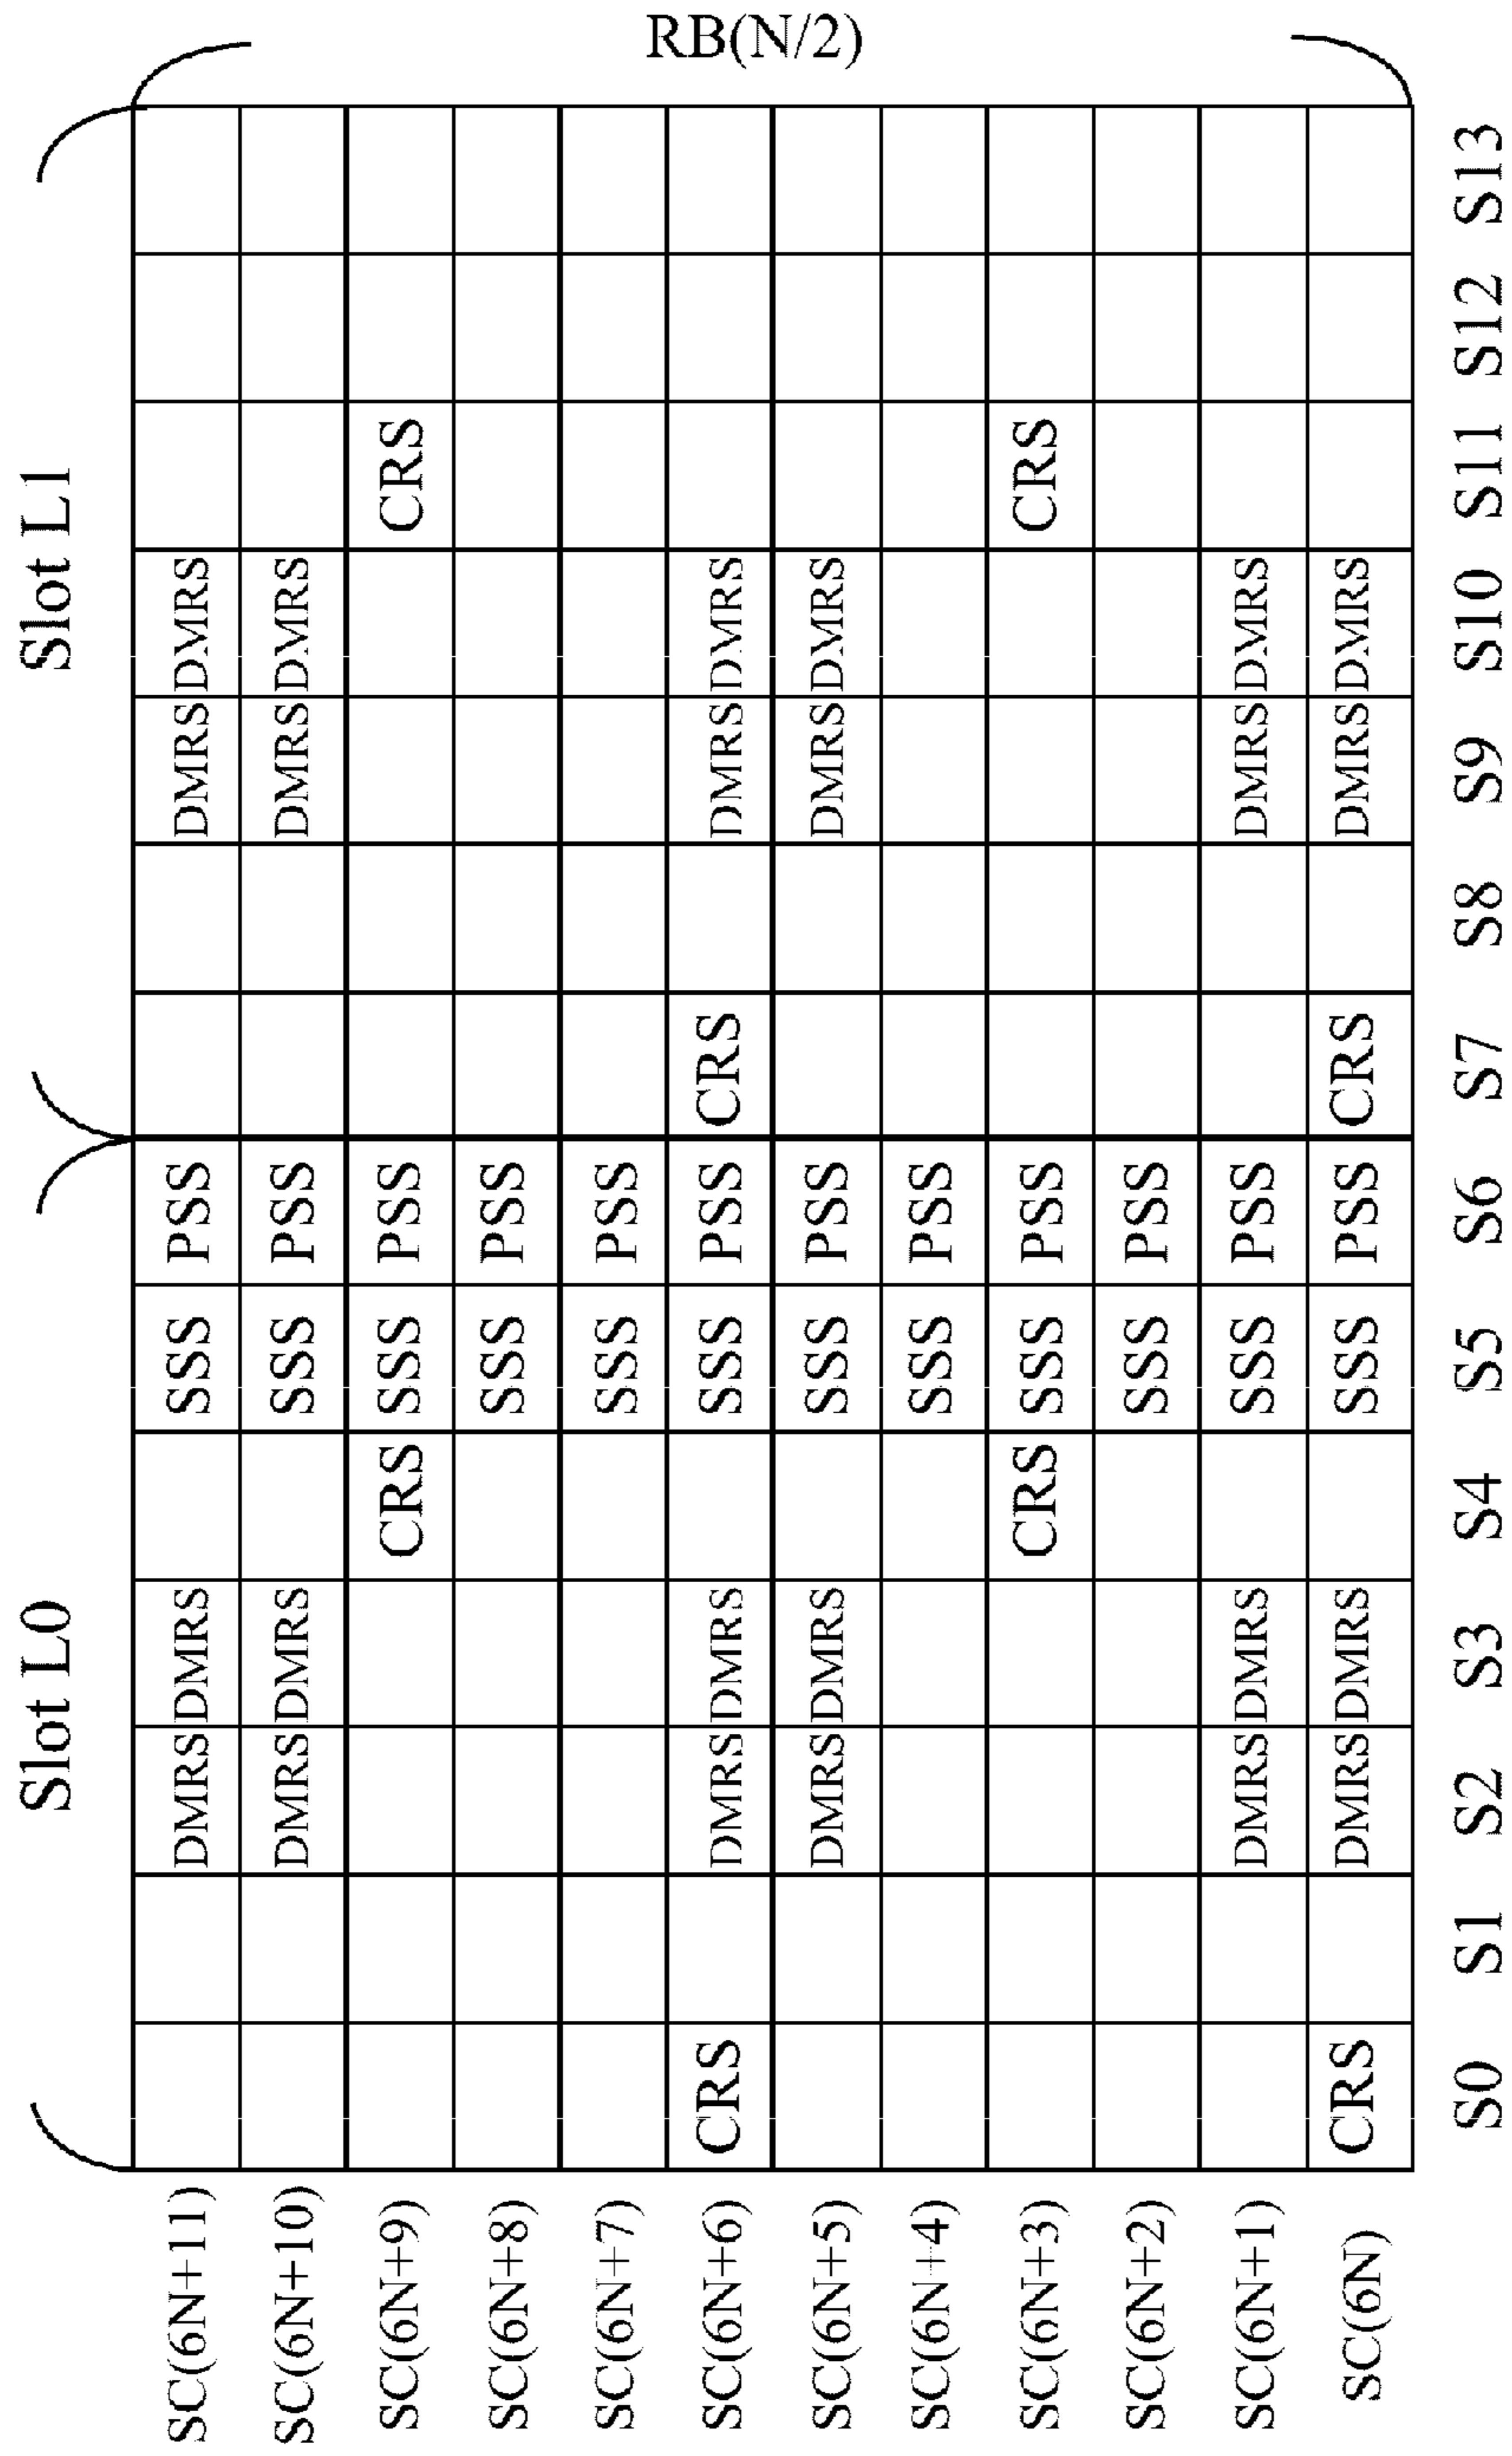 Slot L0 Slot L1
SC(6N+11) DMRS DMRS SSS PSS DMRS DMRS
SC(6N+10) DMRS DMRS SSS PSS DMRS DMRS
SC(6N+9) CRS SSS PSS CRS
SC(6N+8) SSS PSS
SC(6N+7) SSS PSS
SC(6N+6) CRS DMRS DMRS SSS PSS CRS DMRS DMRS
RB(N/2)
SC(6N+5) DMRS DMRS SSS PSS DMRS DMRS
SC(6N+4) SSS PSS
SC(6N+3) CRS SSS PSS CRS
SC(6N+2) SSS PSS
SC(6N+1) DMRS DMRS SSS PSS DMRS DMRS
SC(6N) CRS DMRS DMRS SSS PSS CRS DMRS DMRS
S0 S1 S2 S3 S4 S5 S6 S7 S8 S9 S10 S11 S12 S13